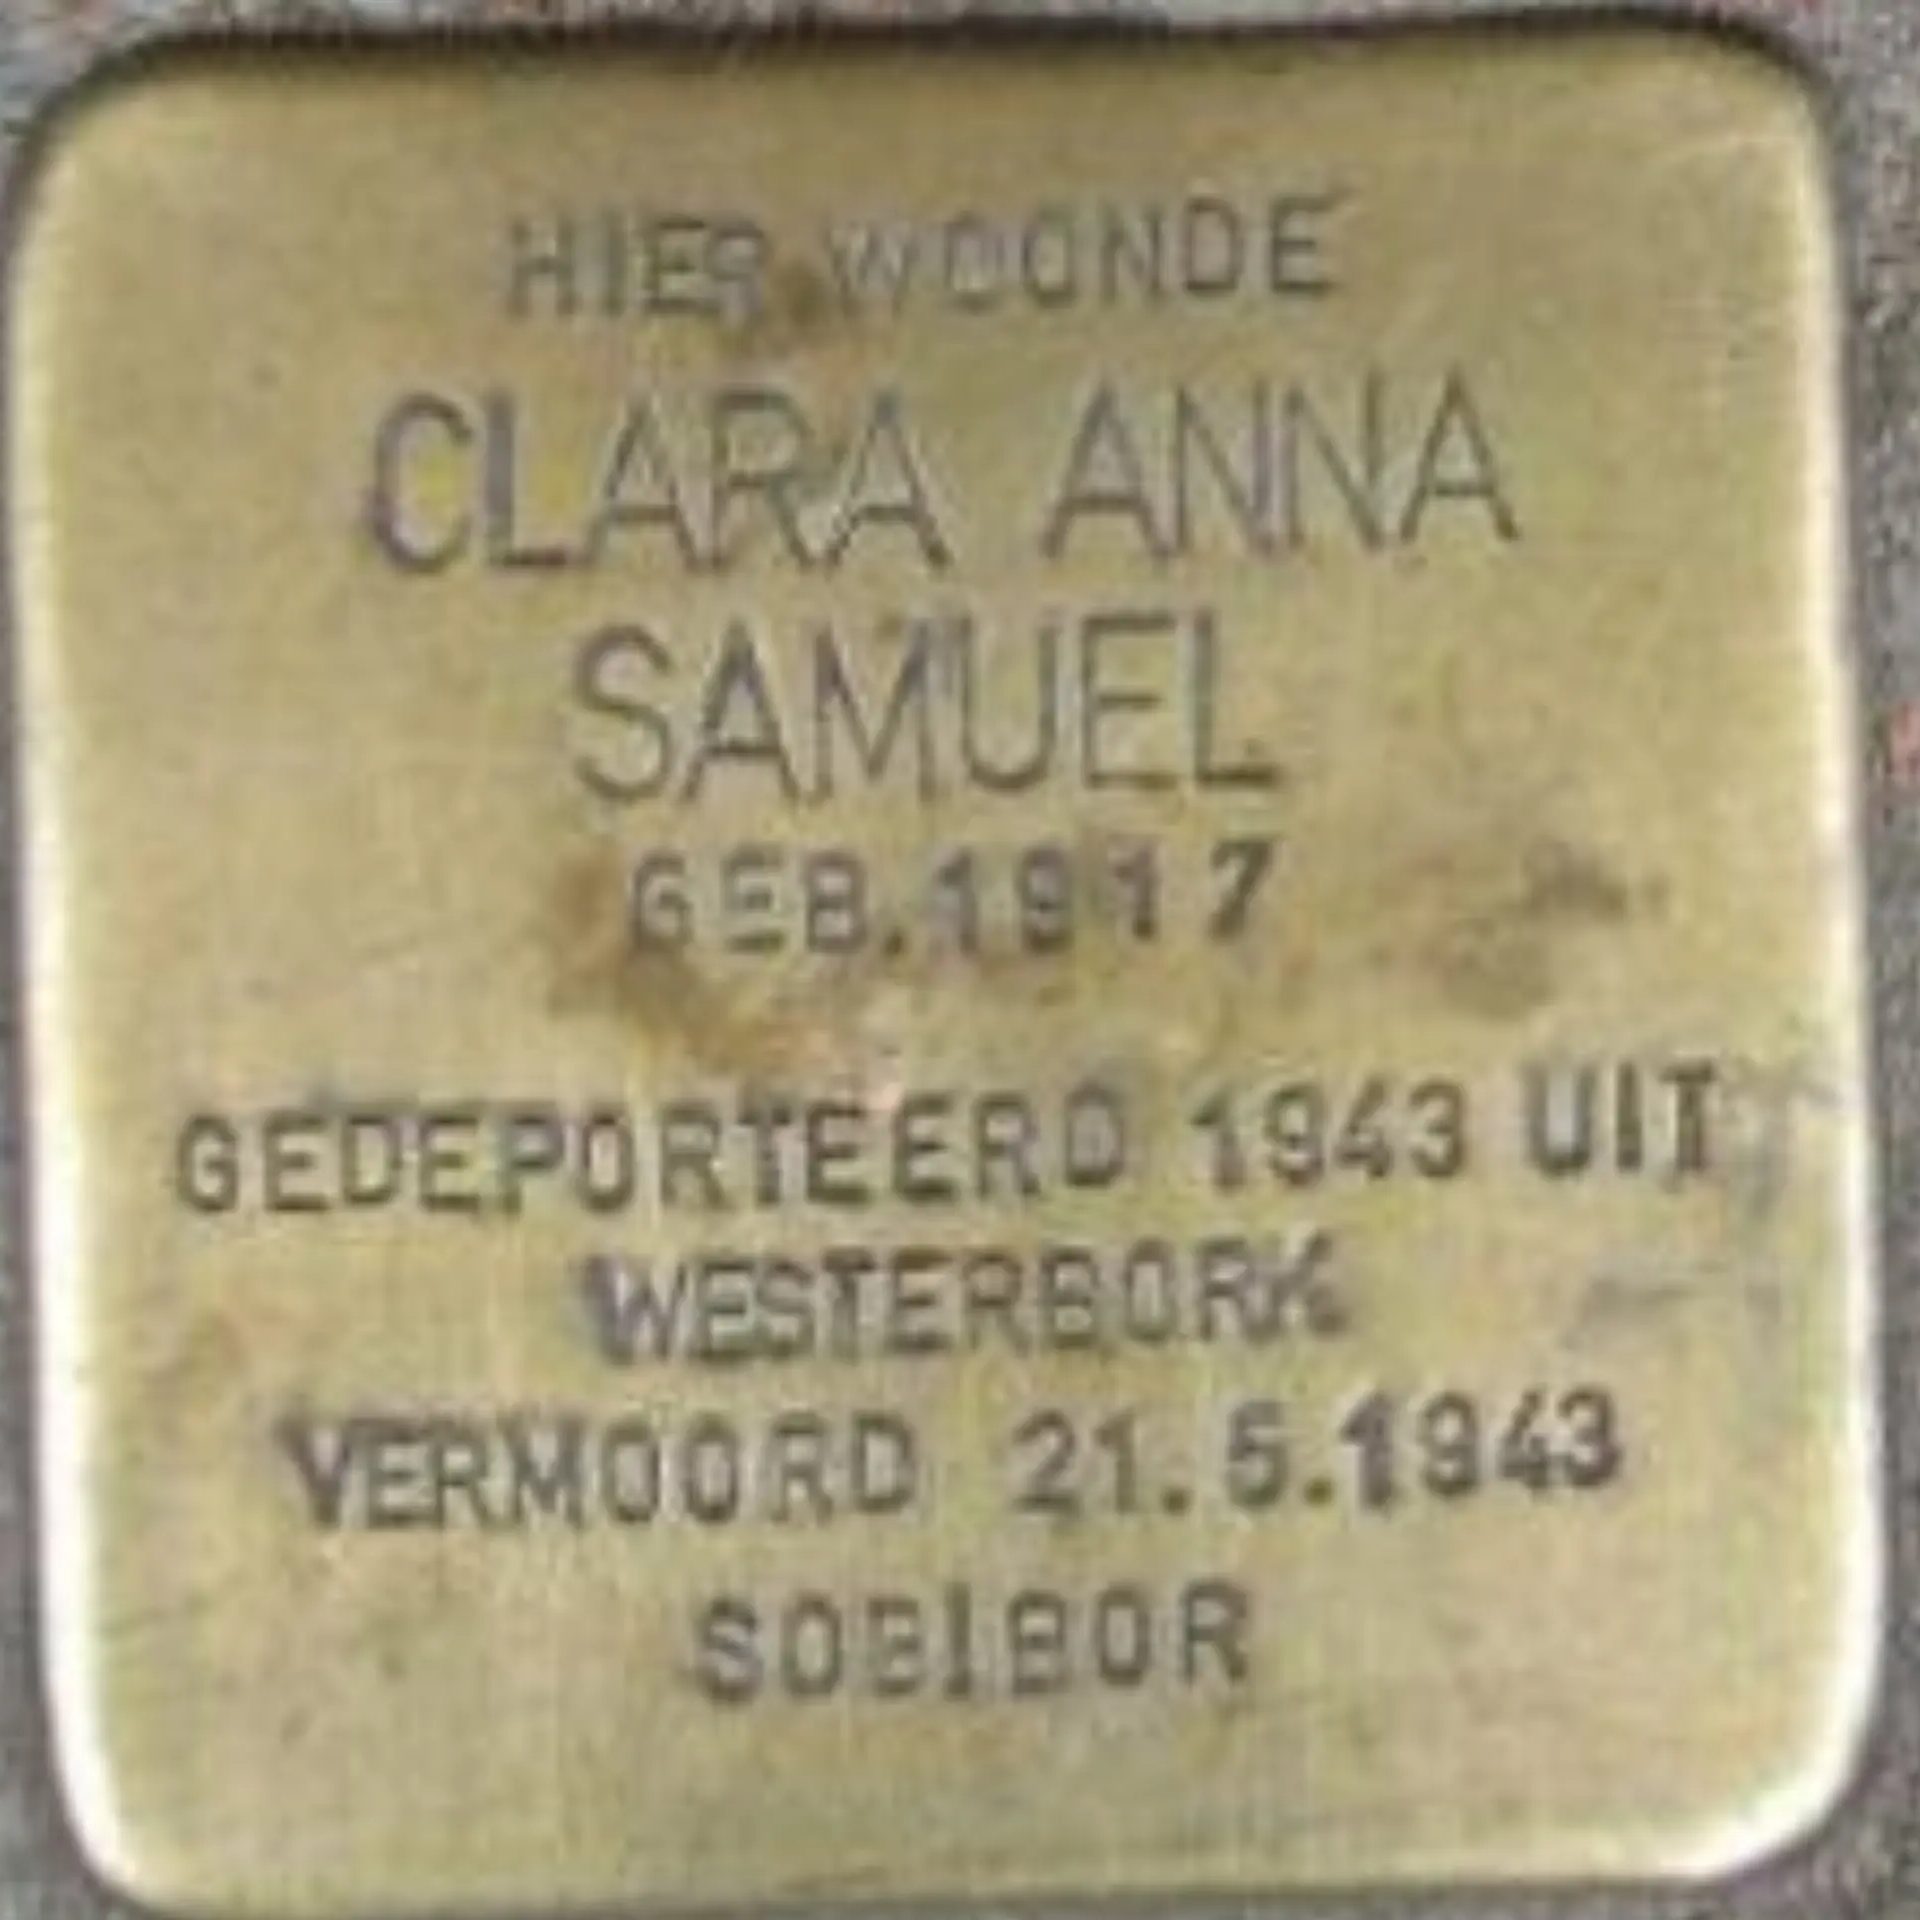 HIER WOONDE
CLARA ANNA
SAMUEL
GEB.1917
GEDEPORTEERD 1943 UIT
WESTERBORK
VERMOORD 21.5.1943
SOBIBOR